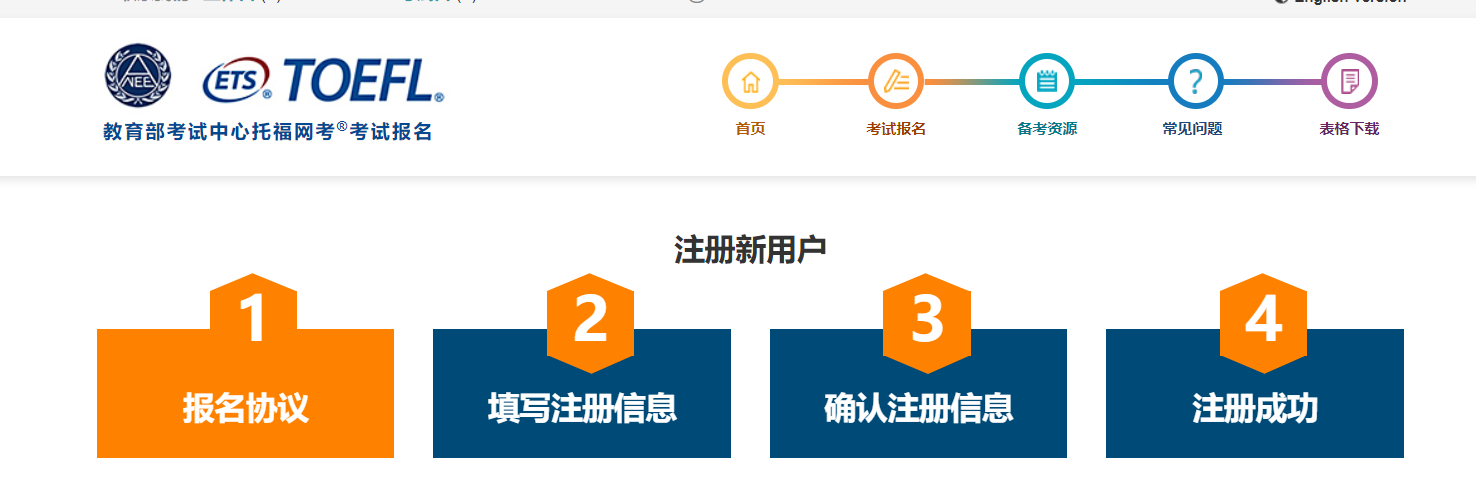 English Version
NEEA
ETS® TOEFL®
教育部考试中心托福网考®考试报名
首页
考试报名
备考资源
常见问题
表格下载
注册新用户
1
报名协议
2
填写注册信息
3
确认注册信息
4
注册成功